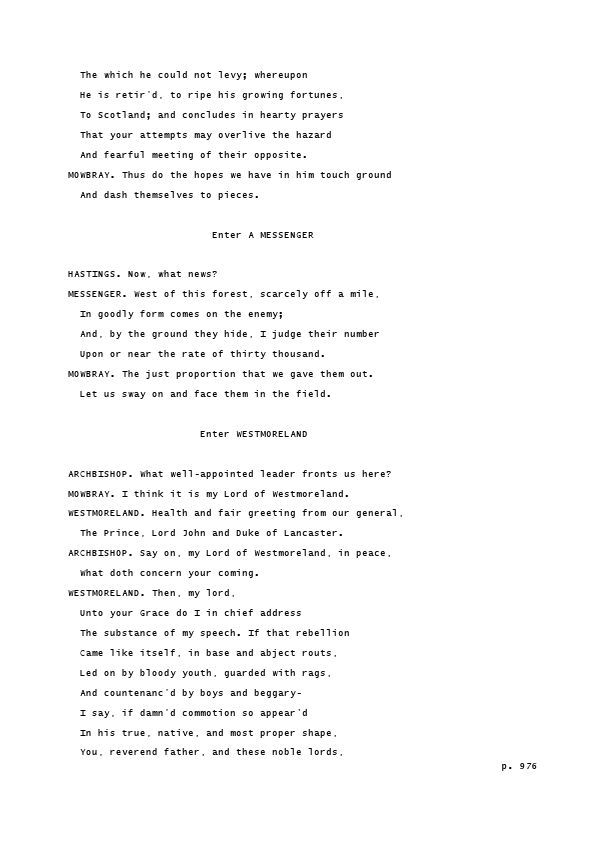 The which he could not levy; whereupon
He is retir'd, to ripe his growing fortunes,
To Scotland; and concludes in hearty prayers
That your attempts may overlive the hazard
And fearful meeting of their opposite.
MOWBRAY. Thus do the hopes we have in him touch ground
And dash themselves to pieces.
Enter A MESSENGER
HASTINGS. Now, what news?
MESSENGER. West of this forest, scarcely off a mile,
In goodly form comes on the enemy;
And, by the ground they hide, I judge their number
Upon or near the rate of thirty thousand.
MOWBRAY. The just proportion that we gave them out.
Let us sway on and face them in the field.
Enter WESTMORELAND
ARCHBISHOP. What well-appointed leader fronts us here?
MOWBRAY. I think it is my Lord of Westmoreland.
WESTMORELAND. Health and fair greeting from our general,
The Prince, Lord John and Duke of Lancaster.
ARCHBISHOP. Say on, my Lord of Westmoreland, in peace,
What doth concern your coming.
WESTMORELAND. Then, my lord,
Unto your Grace do I in chief address
The substance of my speech. If that rebellion
Came like itself, in base and abject routs,
Led on by bloody youth, guarded with rags,
And countenanc'd by boys and beggary-
I say, if damn'd commotion so appear'd
In his true, native, and most proper shape,
You, reverend father, and these noble lords,
p. 976